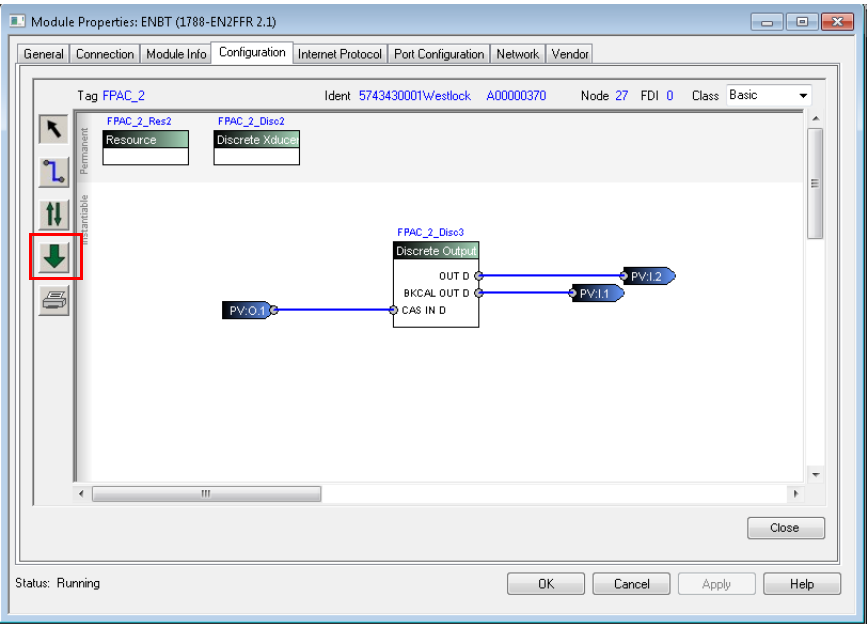 Module Properties: ENBT (1788-EN2FFR 2.1)
General Connection Module Info Configuration Internet Protocol Port Configuration Network Vendor
Tag FPAC_2 Ident 5743430001Westlock A00000370 Node 27 FDI 0 Class Basic
FPAC_2_Res2 FPAC_2_Disc2
Resource Discrete Xducer
Permanent
Instantiable
FPAC_2_Disc3
Discrete Output
OUT D PV:I.2
BKCAL OUT D PV:I.1
PV:O.1 CAS IN D
Close
Status: Running OK Cancel Apply Help